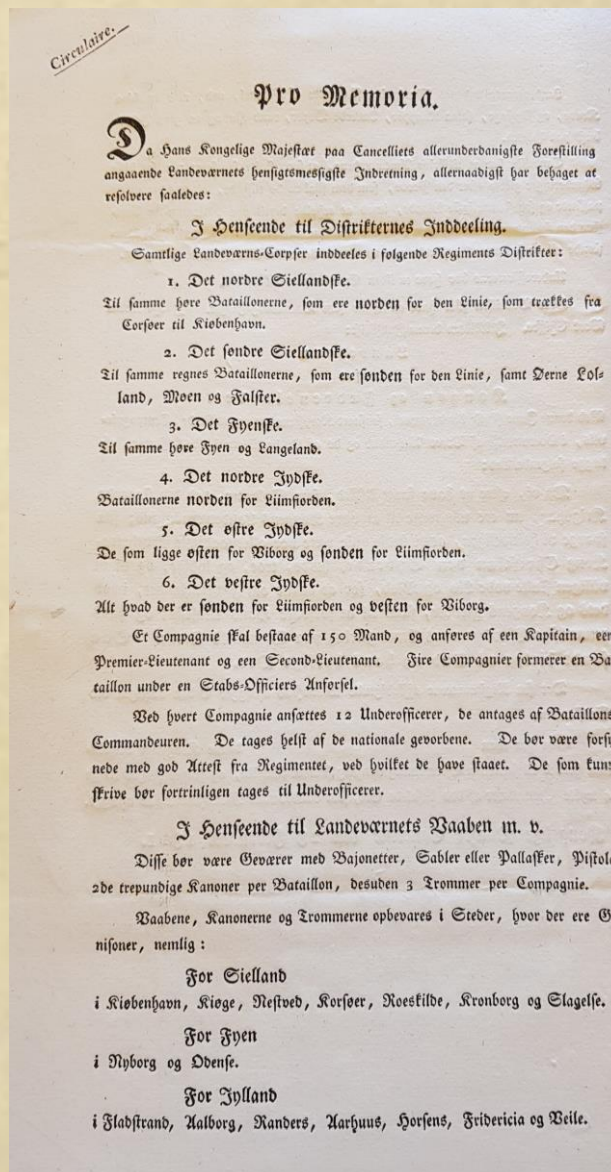 Circulaire.
Pro Memoria.
Da Hans Kongelige Majestæt paa Cancelliets allerunderdanigste Forestilling
angaaende Landeværnets hensigtsmessigste Indretning, allernaadigst har behaget at
resolvere saaledes:
I Henseende til Distrikternes Inddeeling.
Samtlige Landeværns-Corpser inddeeles i følgende Regiments Distrikter:
1. Det nordre Siellandske.
Til samme høre Bataillonerne, som ere norden for den Linie, som trækkes fra
Corsøer til Kiøbenhavn.
2. Det søndre Siellandske.
Til samme regnes Bataillonerne, som ere sønden for den Linie, samt Øerne Lol-
land, Møen og Falster.
3. Det Fyenske.
Til samme høre Fyen og Langeland.
4. Det nordre Jydske.
Bataillonerne norden for Liimfiorden.
5. Det østre Jydske.
De som ligge østen for Viborg og sønden for Liimfiorden.
6. Det vestre Jydske.
Alt hvad der er sønden for Liimfiorden og vesten for Viborg.
Et Compagnie skal bestaae af 150 Mand, og anføres af een Kapitain, een
Premier-Lieutenant og een Second-Lieutenant. Fire Compagnier formerer en Ba
taillon under en Stabs-Officiers Anførsel.
Ved hvert Compagnie ansættes 12 Underofficerer, de antages af Bataillons
Commandeuren. De tages helst af de nationale gevorbene. De bør være forsy
nede med god Attest fra Regimentet, ved hvilket de have staaet. De som kun
skrive bør fortrinligen tages til Underofficerer.
I Henseende til Landeværnets Vaaben m. v.
Disse bør være Geværer med Bajonetter, Sabler eller Pallasker, Pistole
2de trepundige Kanoner per Bataillon, desuden 3 Trommer per Compagnie.
Vaabene, Kanonerne og Trommerne opbevares i Steder, hvor der ere G
nisoner, nemlig:
For Sielland
i Kiøbenhavn, Kiøge, Nestved, Korsøer, Roeskilde, Kronborg og Slagelse.
For Fyen
i Nyborg og Odense.
For Jylland
i Fladstrand, Aalborg, Randers, Aarhuus, Horsens, Fridericia og Veile.